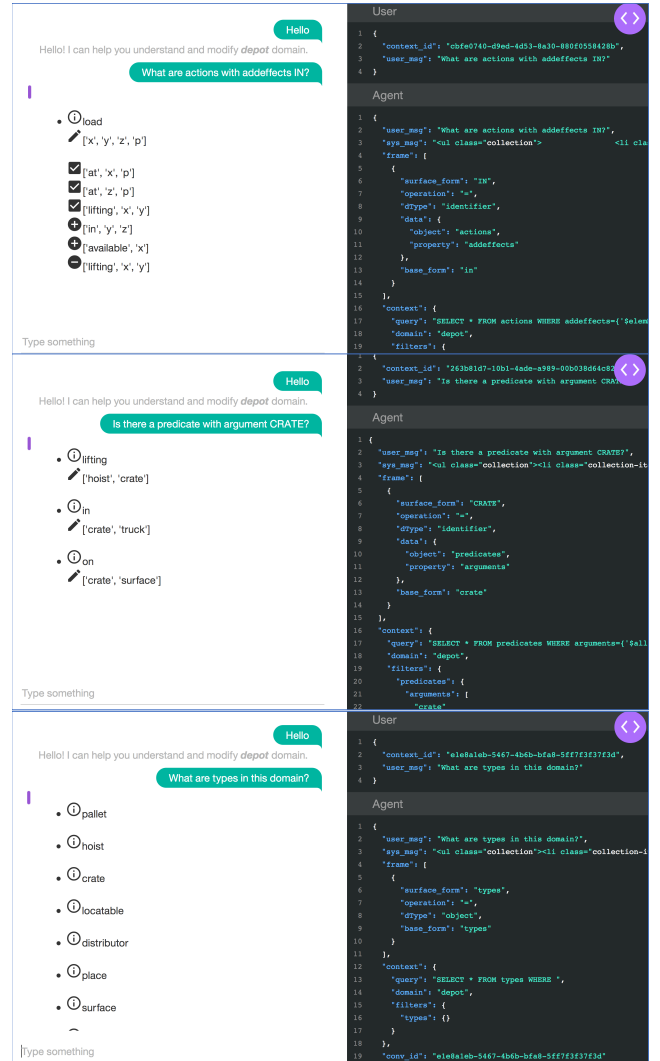 Hello
Hello! I can help you understand and modify depot domain.
What are actions with addeffects IN?
load
['x', 'y', 'z', 'p']
['at', 'x', 'p']
['at', 'z', 'p']
['lifting', 'x', 'y']
['in', 'y', 'z']
['available', 'x']
['lifting', 'x', 'y']
Type something
User
1 {
2 "context_id": "cbfe0740-d9ed-4d53-8a30-880f0558428b",
3 "user_msg": "What are actions with addeffects IN?"
4 }
Agent
1 {
2 "user_msg": "What are actions with addeffects IN?",
3 "sys_msg": "<ul class="collection"> <li cla
4 "frame": [
5 {
6 "surface_form": "IN",
7 "operation": "=",
8 "dType": "identifier",
9 "data": {
10 "object": "actions",
11 "property": "addeffects"
12 },
13 "base_form": "in"
14 }
15 ],
16 "context": {
17 "query": "SELECT * FROM actions WHERE addeffects={'$elem
18 "domain": "depot",
19 "filters": {
Hello
Hello! I can help you understand and modify depot domain.
Is there a predicate with argument CRATE?
lifting
['hoist', 'crate']
in
['crate', 'truck']
on
['crate', 'surface']
Type something
1 {
2 "context_id": "263b81d7-10b1-4ade-a989-00b038d64c82
3 "user_msg": "Is there a predicate with argument CRAT
4 }
Agent
1 {
2 "user_msg": "Is there a predicate with argument CRATE?",
3 "sys_msg": "<ul class="collection"><li class="collection-it
4 "frame": [
5 {
6 "surface_form": "CRATE",
7 "operation": "=",
8 "dType": "identifier",
9 "data": {
10 "object": "predicates",
11 "property": "arguments"
12 },
13 "base_form": "crate"
14 }
15 ],
16 "context": {
17 "query": "SELECT * FROM predicates WHERE arguments={'$all
18 "domain": "depot",
19 "filters": {
20 "predicates": {
21 "arguments": [
22 "crate"
Hello
Hello! I can help you understand and modify depot domain.
What are types in this domain?
pallet
hoist
crate
locatable
distributor
place
surface
Type something
User
1 {
2 "context_id": "e1e8a1eb-5467-4b6b-bfa8-5ff7f3f37f3d",
3 "user_msg": "What are types in this domain?"
4 }
Agent
1 {
2 "user_msg": "What are types in this domain?",
3 "sys_msg": "<ul class="collection"><li class="collection-i
4 "frame": [
5 {
6 "surface_form": "types",
7 "operation": "=",
8 "dType": "object",
9 "base_form": "types"
10 }
11 ],
12 "context": {
13 "query": "SELECT * FROM types WHERE ",
14 "domain": "depot",
15 "filters": {
16 "types": {}
17 }
18 },
19 "conv_id": "e1e8a1eb-5467-4b6b-bfa8-5ff7f3f37f3d"